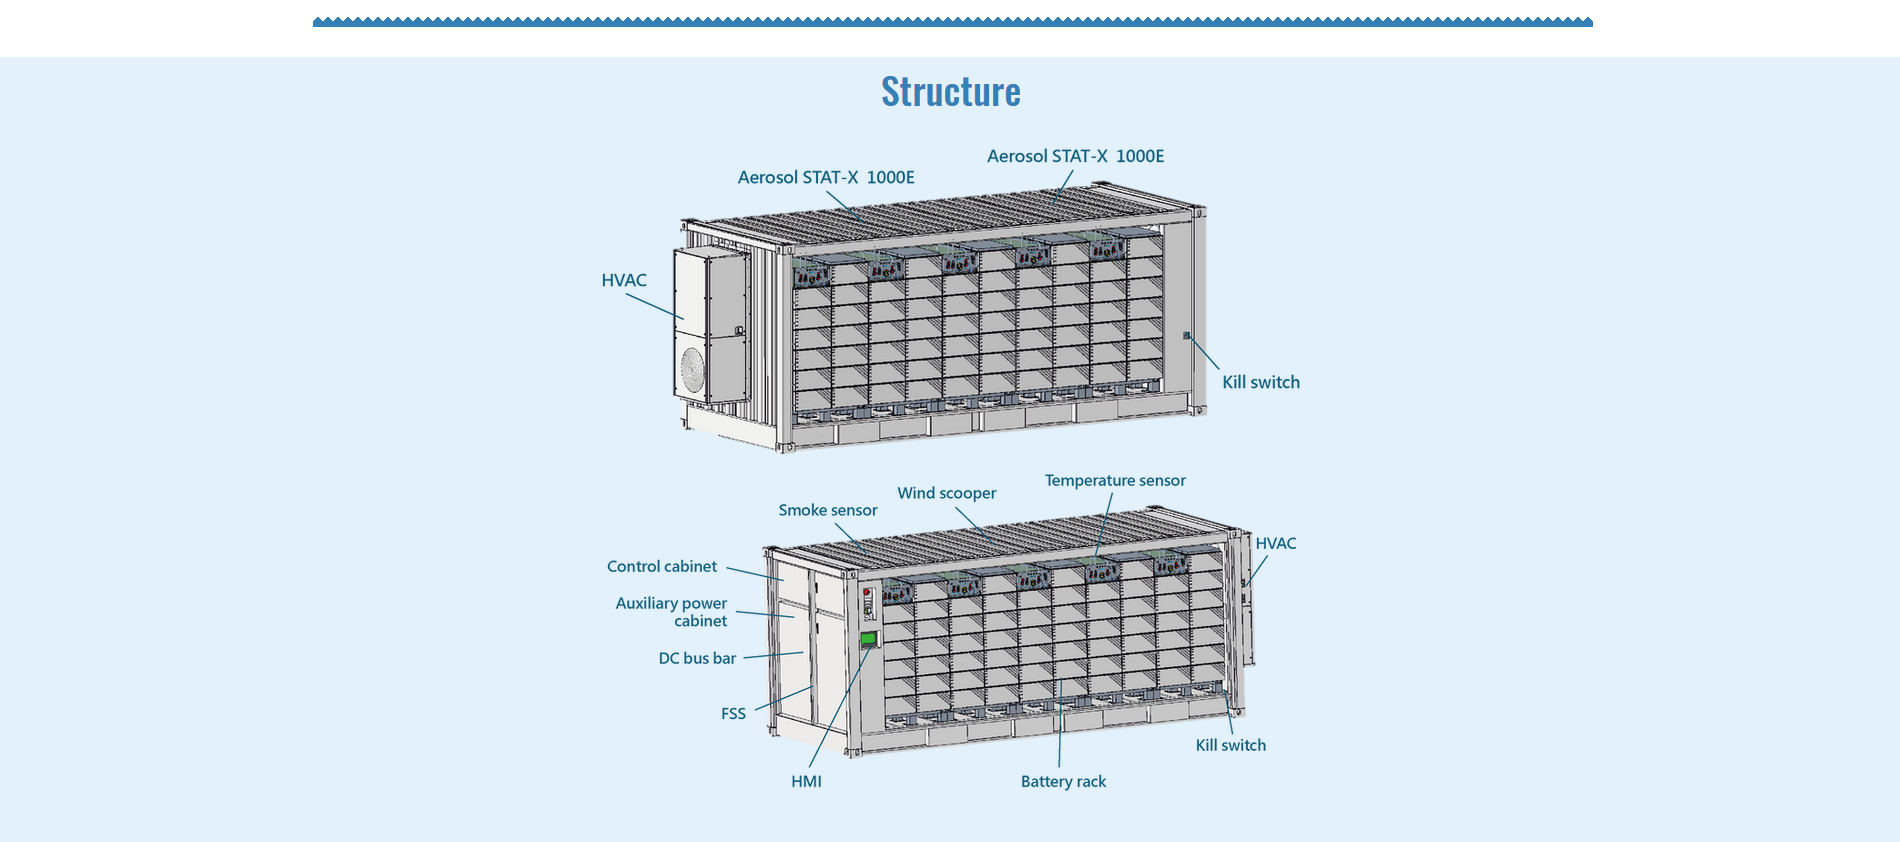 Structure
Aerosol STAT-X 1000E
Aerosol STAT-X 1000E
HVAC
Kill switch
Temperature sensor
Wind scooper
Smoke sensor
HVAC
Control cabinet
Auxiliary power
cabinet
DC bus bar
FSS
Kill switch
HMI
Battery rack